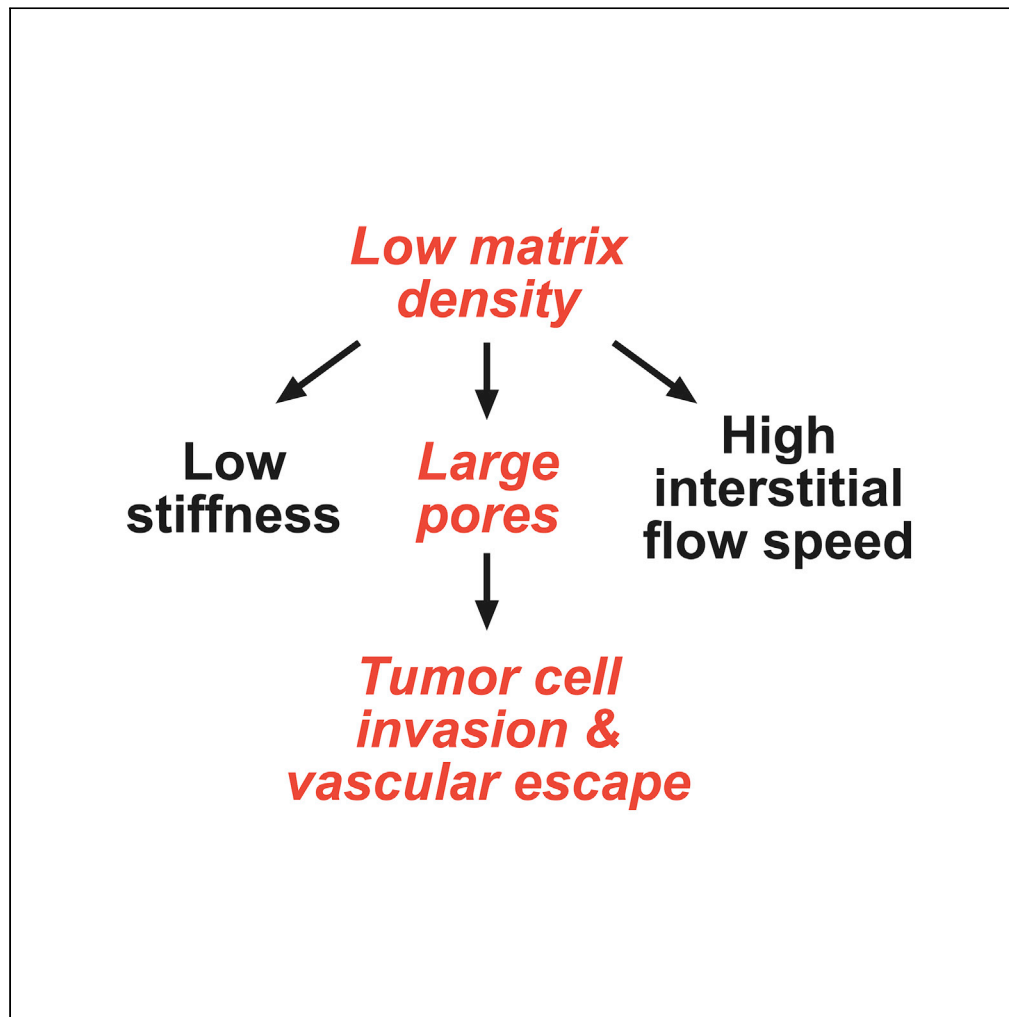 Low matrix
density
Low
stiffness
Large
pores
High
interstitial
flow speed
Tumor cell
invasion &
vascular escape